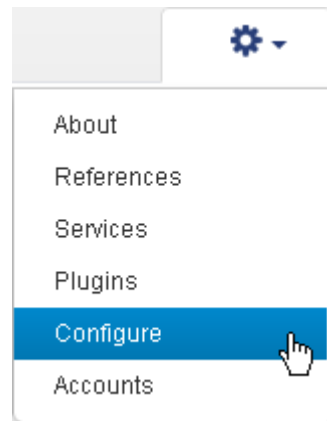 About
References
Services
Plugins
Configure
Accounts